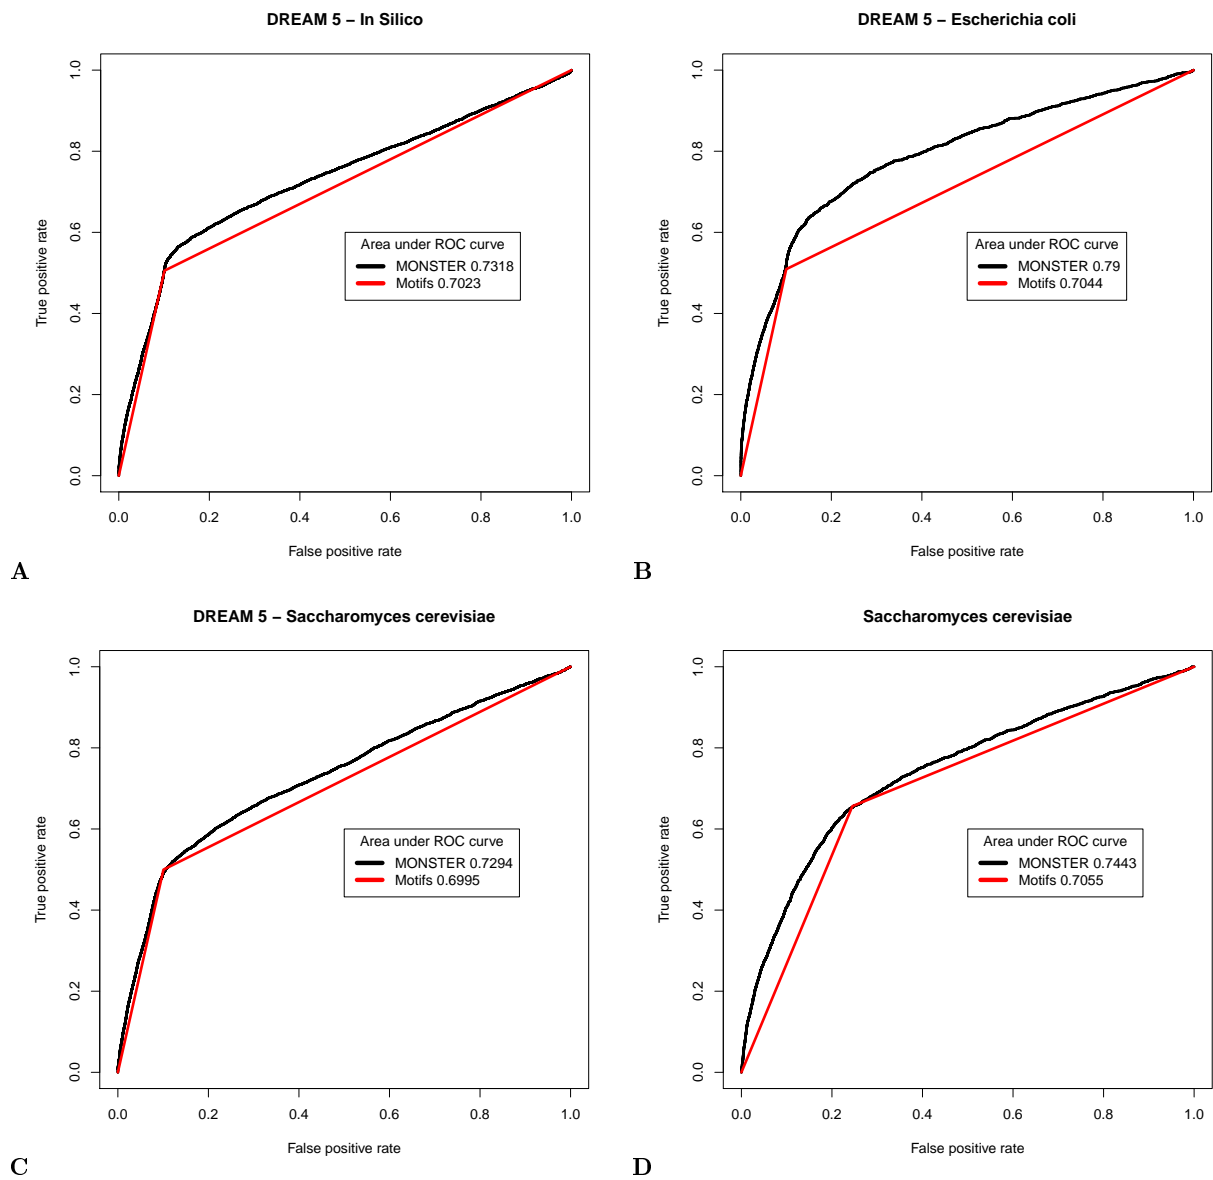 DREAM 5 – In Silico
True positive rate
0.0 0.2 0.4 0.6 0.8 1.0
Area under ROC curve
MONSTER 0.7318
Motifs 0.7023
0.0 0.2 0.4 0.6 0.8 1.0
False positive rate
A
DREAM 5 – Escherichia coli
True positive rate
0.0 0.2 0.4 0.6 0.8 1.0
Area under ROC curve
MONSTER 0.79
Motifs 0.7044
0.0 0.2 0.4 0.6 0.8 1.0
False positive rate
B
DREAM 5 – Saccharomyces cerevisiae
True positive rate
0.0 0.2 0.4 0.6 0.8 1.0
Area under ROC curve
MONSTER 0.7294
Motifs 0.6995
0.0 0.2 0.4 0.6 0.8 1.0
False positive rate
C
Saccharomyces cerevisiae
True positive rate
0.0 0.2 0.4 0.6 0.8 1.0
Area under ROC curve
MONSTER 0.7443
Motifs 0.7055
0.0 0.2 0.4 0.6 0.8 1.0
False positive rate
D